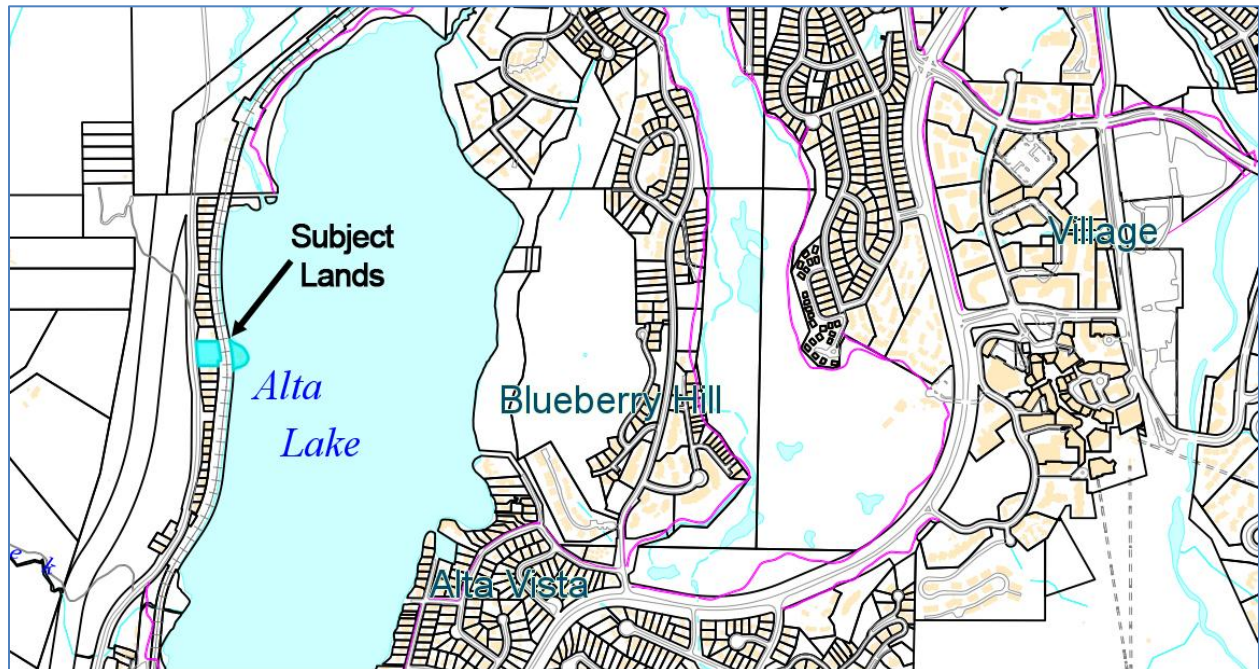 Subject
Lands
Village
Alta
Lake
Blueberry Hill
Alta Vista
e
k